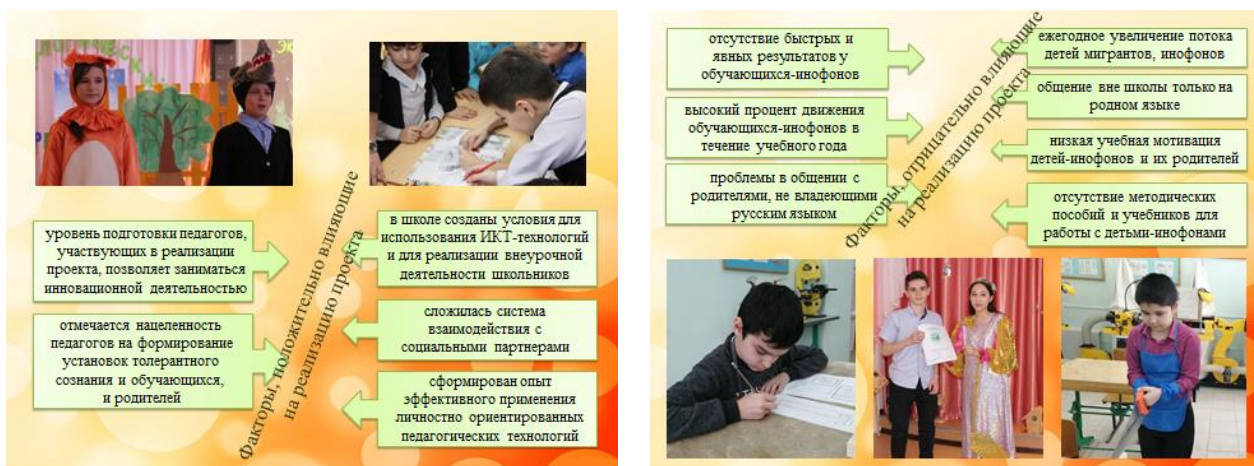 уровень подготовки педагогов,
участвующих в реализации
проекта, позволяет заниматься
инновационной деятельностью
отмечается нацеленность
педагогов на формирование
установок толерантного
сознания и обучающихся,
и родителей
Факторы, положительно влияющие
на реализацию проекта
в школе созданы условия для
использования ИКТ-технологий
и для реализации внеурочной
деятельности школьников
сложилась система
взаимодействия с
социальными партнерами
сформирован опыт
эффективного применения
личностно ориентированных
педагогических технологий
отсутствие быстрых и
явных результатов у
обучающихся-инофонов
высокий процент движения
обучающихся-инофонов в
течение учебного года
проблемы в общении с
родителями, не владеющими
русским языком
Факторы, отрицательно влияющие
на реализацию проекта
ежегодное увеличение потока
детей мигрантов, инофонов
общение вне школы только на
родном языке
низкая учебная мотивация
детей-инофонов и их родителей
отсутствие методических
пособий и учебников для
работы с детьми-инофонами